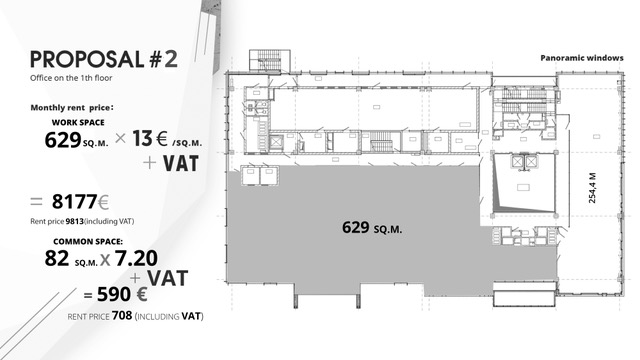 PROPOSAL #2
Office on the 1th floor
Monthly rent price:
WORK SPACE
629 SQ.M. × 13 € /SQ.M.
+ VAT
= 8177€
Rent price 9813(including VAT)
COMMON SPACE:
82 SQ.M. X 7.20
+ VAT
= 590 €
RENT PRICE 708 (INCLUDING VAT)
Panoramic windows
629 SQ.M.
254,4 M